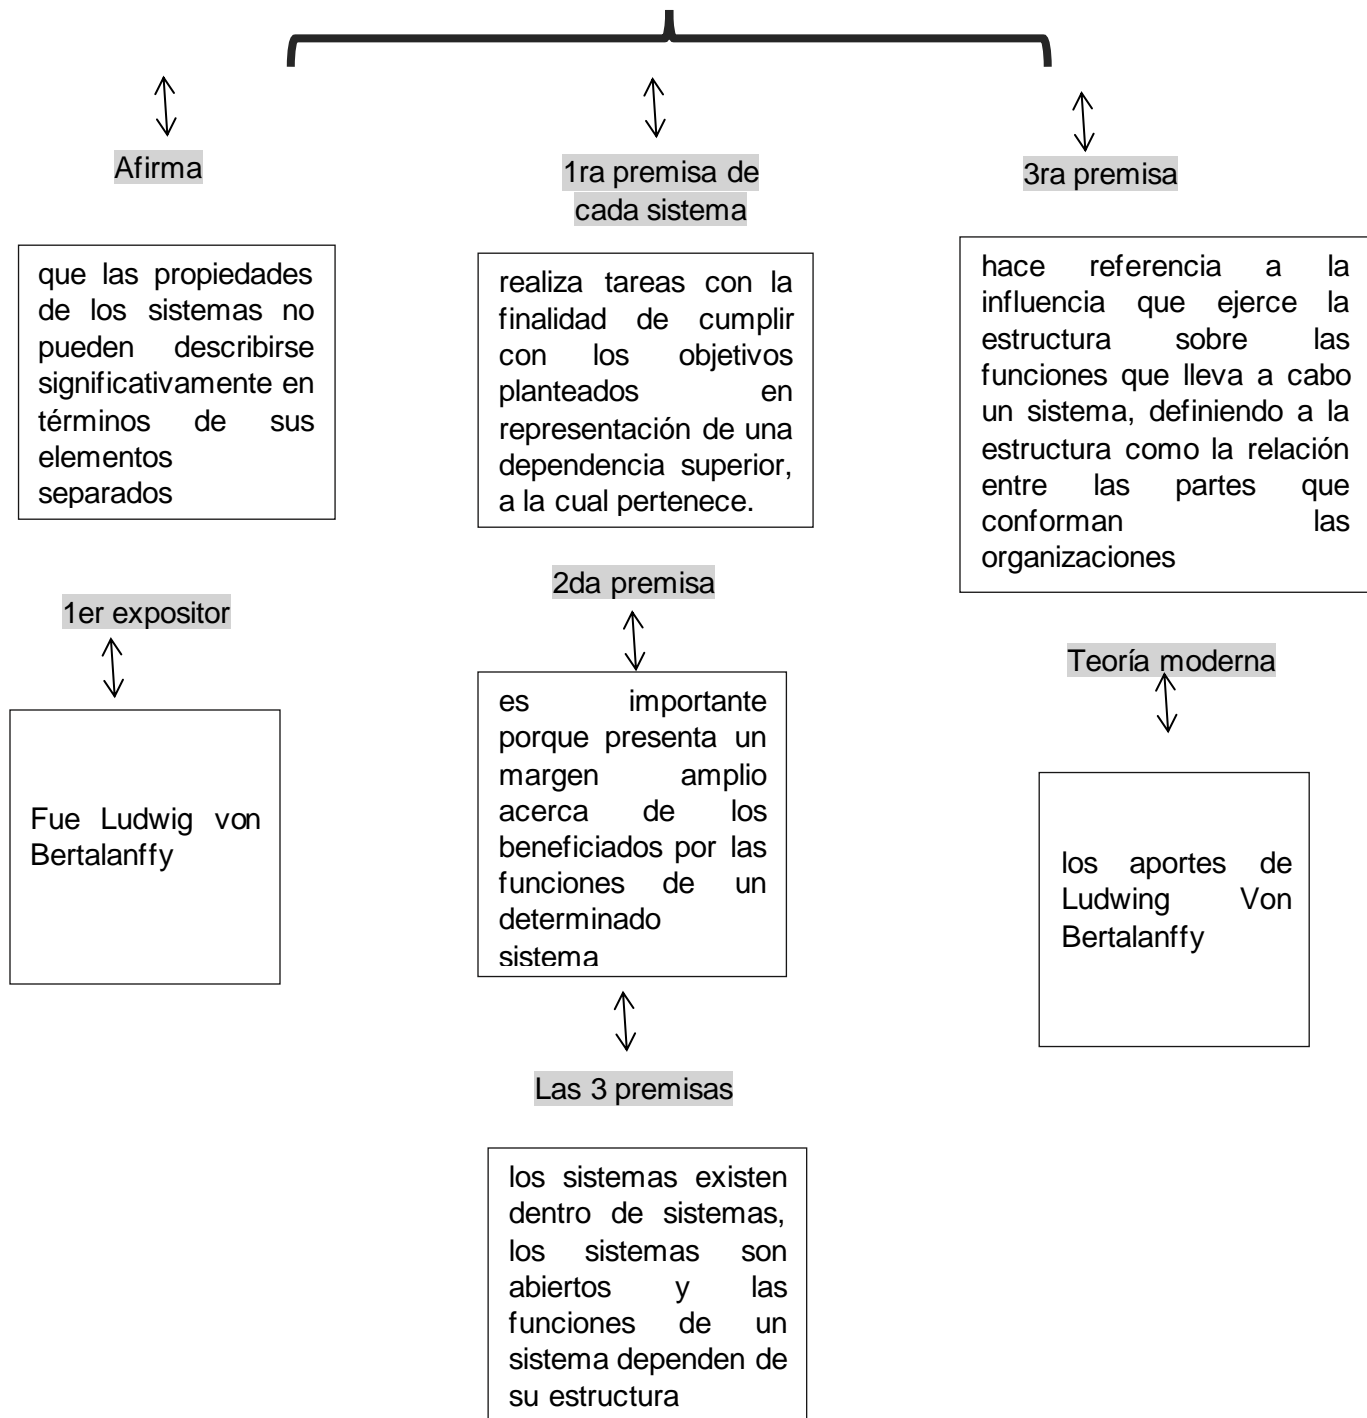 Afirma
que las propiedades
de los sistemas no
pueden describirse
significativamente en
términos de sus
elementos
separados
1er expositor
Fue Ludwig von
Bertalanffy
1ra premisa de
cada sistema
realiza tareas con la
finalidad de cumplir
con los objetivos
planteados en
representación de una
dependencia superior,
a la cual pertenece.
2da premisa
es importante
porque presenta un
margen amplio
acerca de los
beneficiados por las
funciones de un
determinado
sistema
Las 3 premisas
los sistemas existen
dentro de sistemas,
los sistemas son
abiertos y las
funciones de un
sistema dependen de
su estructura
3ra premisa
hace referencia a la
influencia que ejerce la
estructura sobre las
funciones que lleva a cabo
un sistema, definiendo a la
estructura como la relación
entre las partes que
conforman las
organizaciones
Teoría moderna
los aportes de
Ludwing Von
Bertalanffy